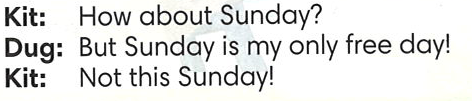 Kit: How about Sunday?
Dug: But Sunday is my only free day!
Kit: Not this Sunday!